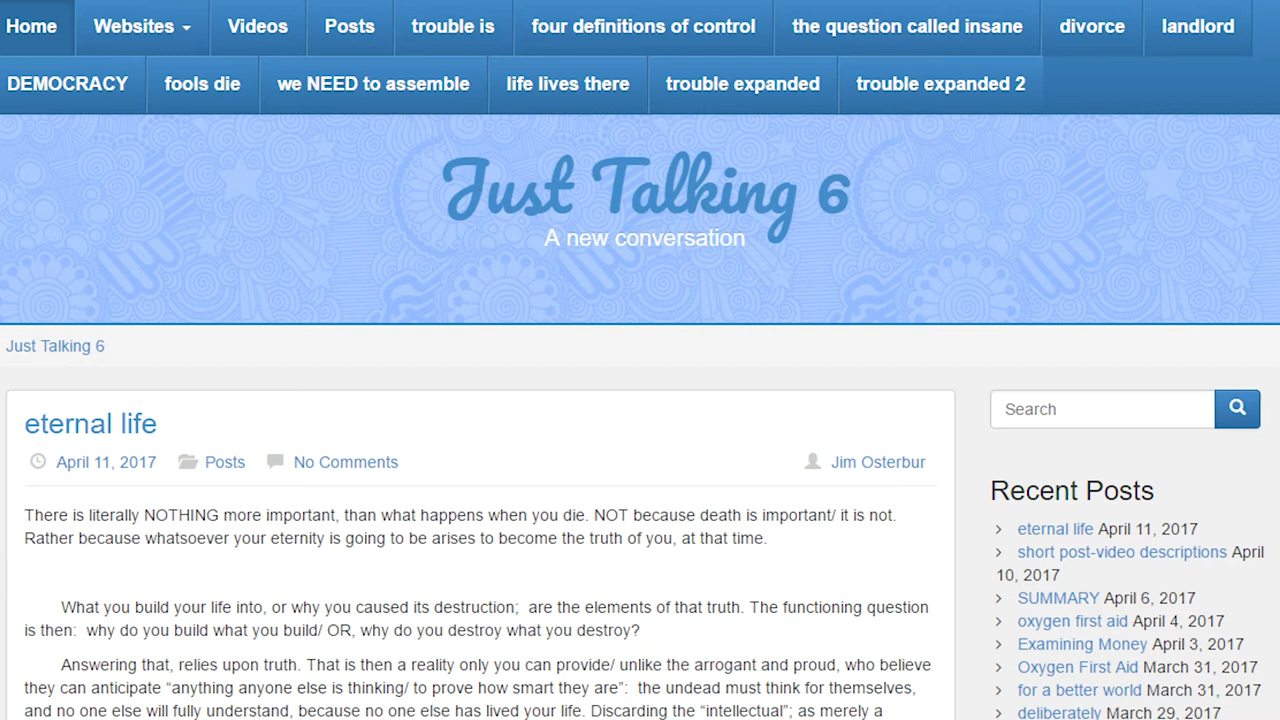 Home Websites Videos Posts trouble is four definitions of control the question called insane divorce landlord
DEMOCRACY fools die we NEED to assemble life lives there trouble expanded trouble expanded 2
Just Talking 6
A new conversation
Just Talking 6
eternal life
April 11, 2017 Posts No Comments Jim Osterbur
There is literally NOTHING more important, than what happens when you die. NOT because death is important/ it is not.
Rather because whatsoever your eternity is going to be arises to become the truth of you, at that time.
What you build your life into, or why you caused its destruction;  are the elements of that truth. The functioning question
is then:  why do you build what you build/ OR, why do you destroy what you destroy?
Answering that, relies upon truth. That is then a reality only you can provide/ unlike the arrogant and proud, who believe
they can anticipate “anything anyone else is thinking/ to prove how smart they are”:  the undead must think for themselves,
and no one else will fully understand, because no one else has lived your life. Discarding the “intellectual”; as merely a
Search
Recent Posts
eternal life April 11, 2017
short post-video descriptions April
10, 2017
SUMMARY April 6, 2017
oxygen first aid April 4, 2017
Examining Money April 3, 2017
Oxygen First Aid March 31, 2017
for a better world March 31, 2017
deliberately March 29, 2017